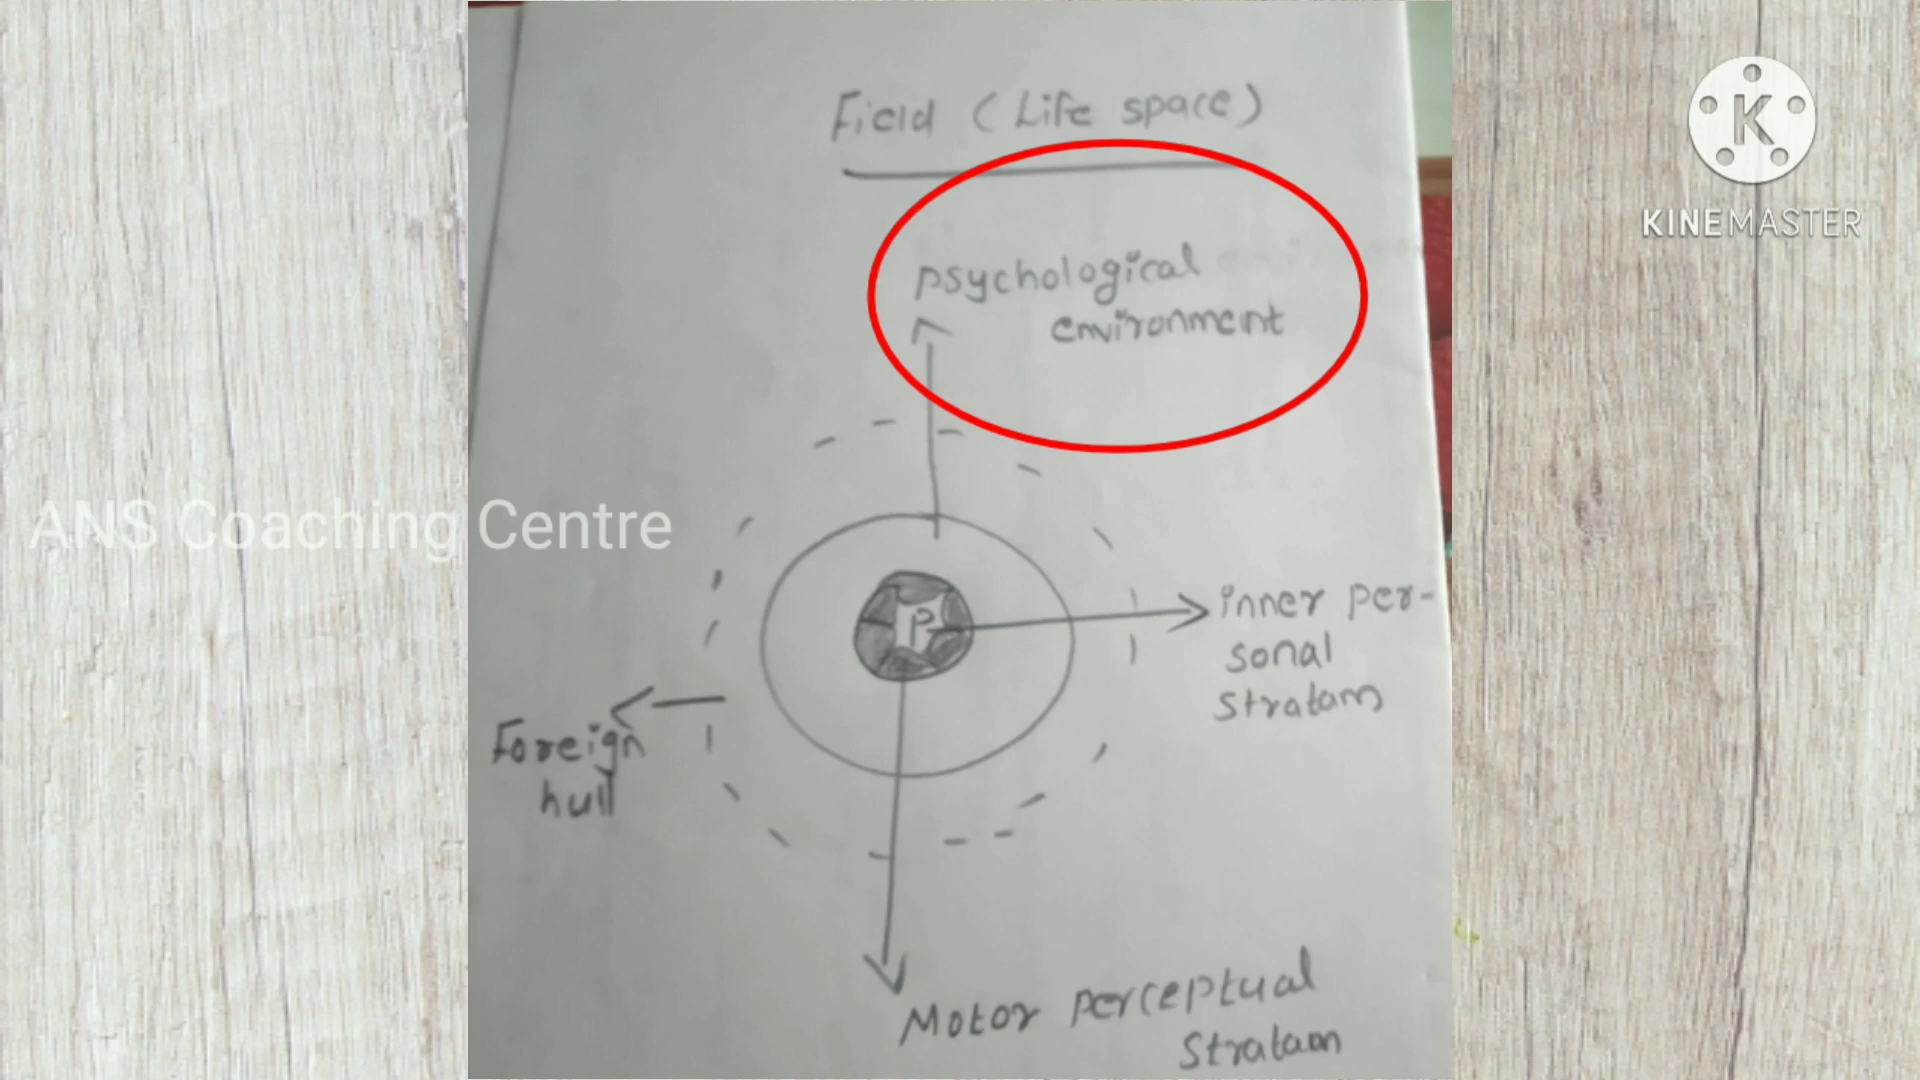 Field (Life space)
psychological
environment
P
inner per-
sonal
stratam
Foreign
hull
Motor perceptual
Stratam
ANS Coaching Centre
K
KINEMASTER